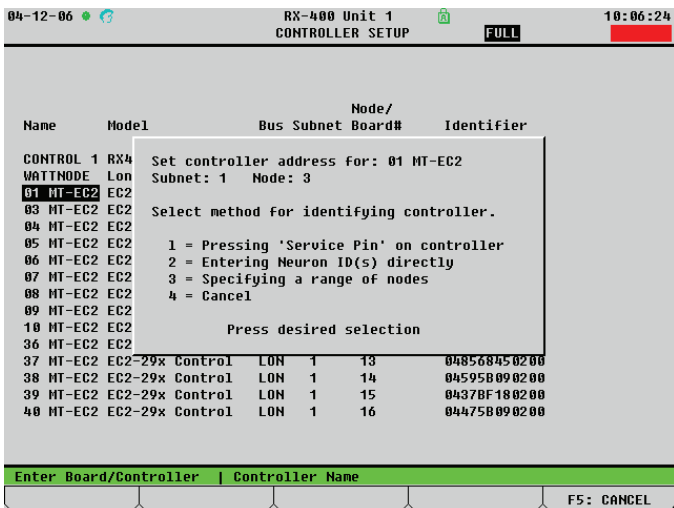 04-12-06 RX-400 Unit 1 10:06:24
CONTROLLER SETUP FULL
Node/
Name Model Bus Subnet Board# Identifier
CONTROL 1 RX4
WATTNODE Lon
01 MT-EC2 EC2
03 MT-EC2 EC2
04 MT-EC2 EC2
05 MT-EC2 EC2
06 MT-EC2 EC2
07 MT-EC2 EC2
08 MT-EC2 EC2
09 MT-EC2 EC2
10 MT-EC2 EC2
36 MT-EC2 EC2
Set controller address for: 01 MT-EC2
Subnet: 1 Node: 3
Select method for identifying controller.
1 = Pressing 'Service Pin' on controller
2 = Entering Neuron ID(s) directly
3 = Specifying a range of nodes
4 = Cancel
Press desired selection
37 MT-EC2 EC2-29x Control LON 1 13 048568450200
38 MT-EC2 EC2-29x Control LON 1 14 04595B090200
39 MT-EC2 EC2-29x Control LON 1 15 0437BF180200
40 MT-EC2 EC2-29x Control LON 1 16 04475B090200
Enter Board/Controller | Controller Name
F5: CANCEL